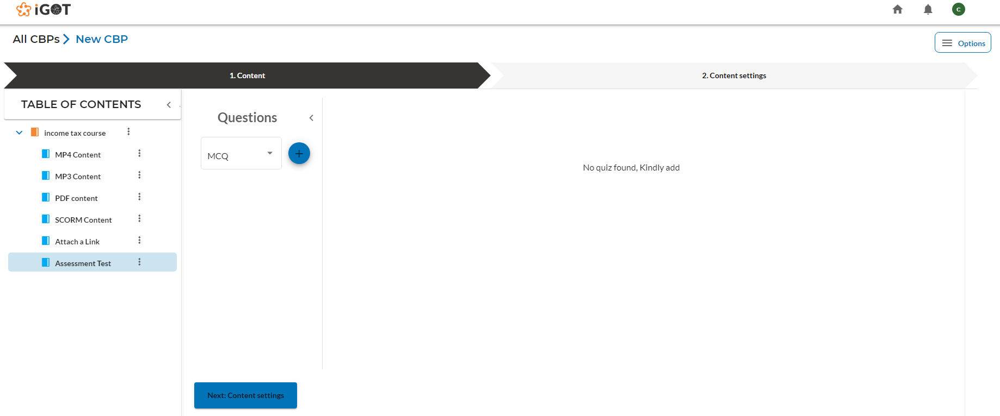 iGOT
All CBPs New CBP
Options
1. Content
2. Content settings
TABLE OF CONTENTS
income tax course
MP4 Content
MP3 Content
PDF content
SCORM Content
Attach a Link
Assessment Test
Questions
MCQ
No quiz found, Kindly add
Next: Content settings
C